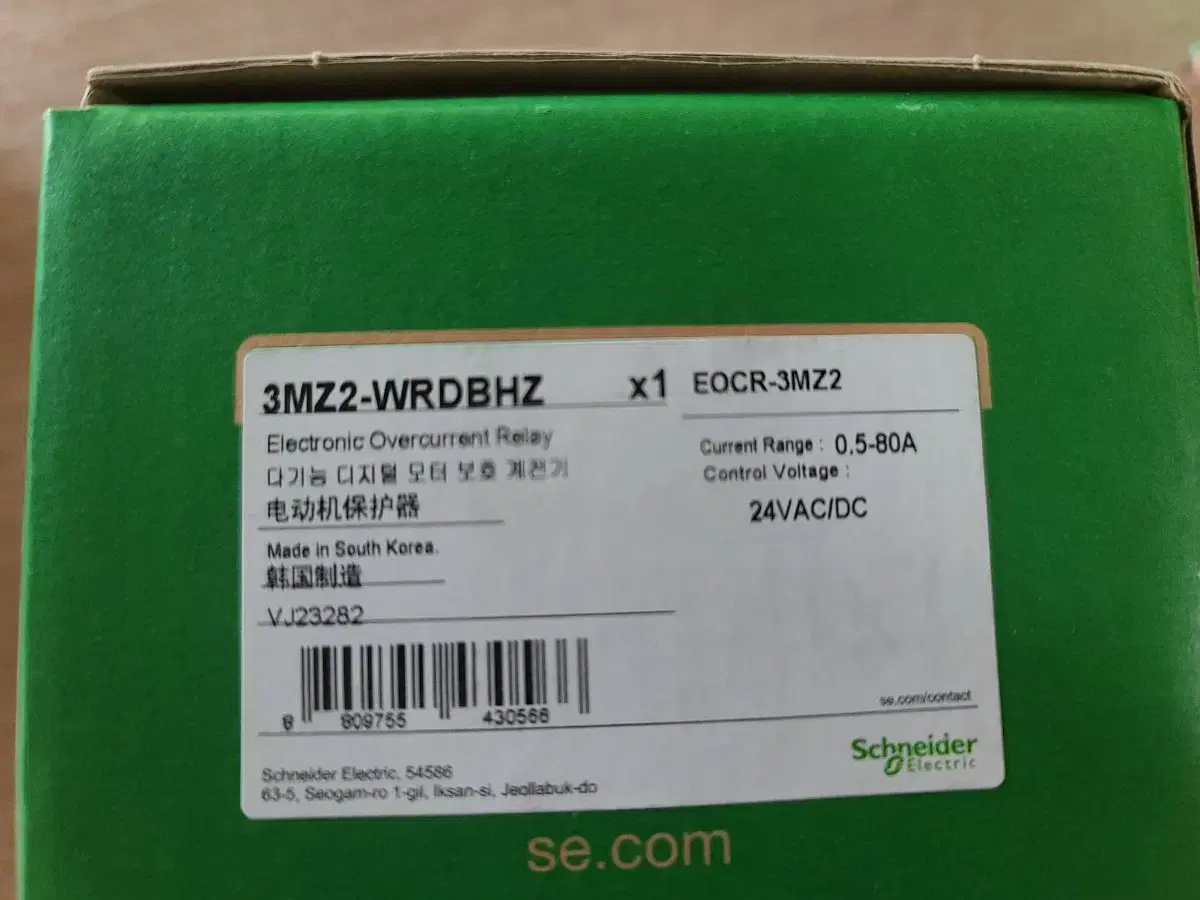 3MZ2-WRDBHZ x1
EOCR-3MZ2
Electronic Overcurrent Relay
다기능 디지털 모터 보호 계전기
电动机保护器
Made in South Korea.
韩国制造
VJ23282
Current Range : 0.5-80A
Control Voltage :
24VAC/DC
8 809755 430566
se.com/contact
Schneider Electric, 54586
63-5, Seogam-ro 1-gil, Iksan-si, Jeollabuk-do
Schneider
Electric
se.com